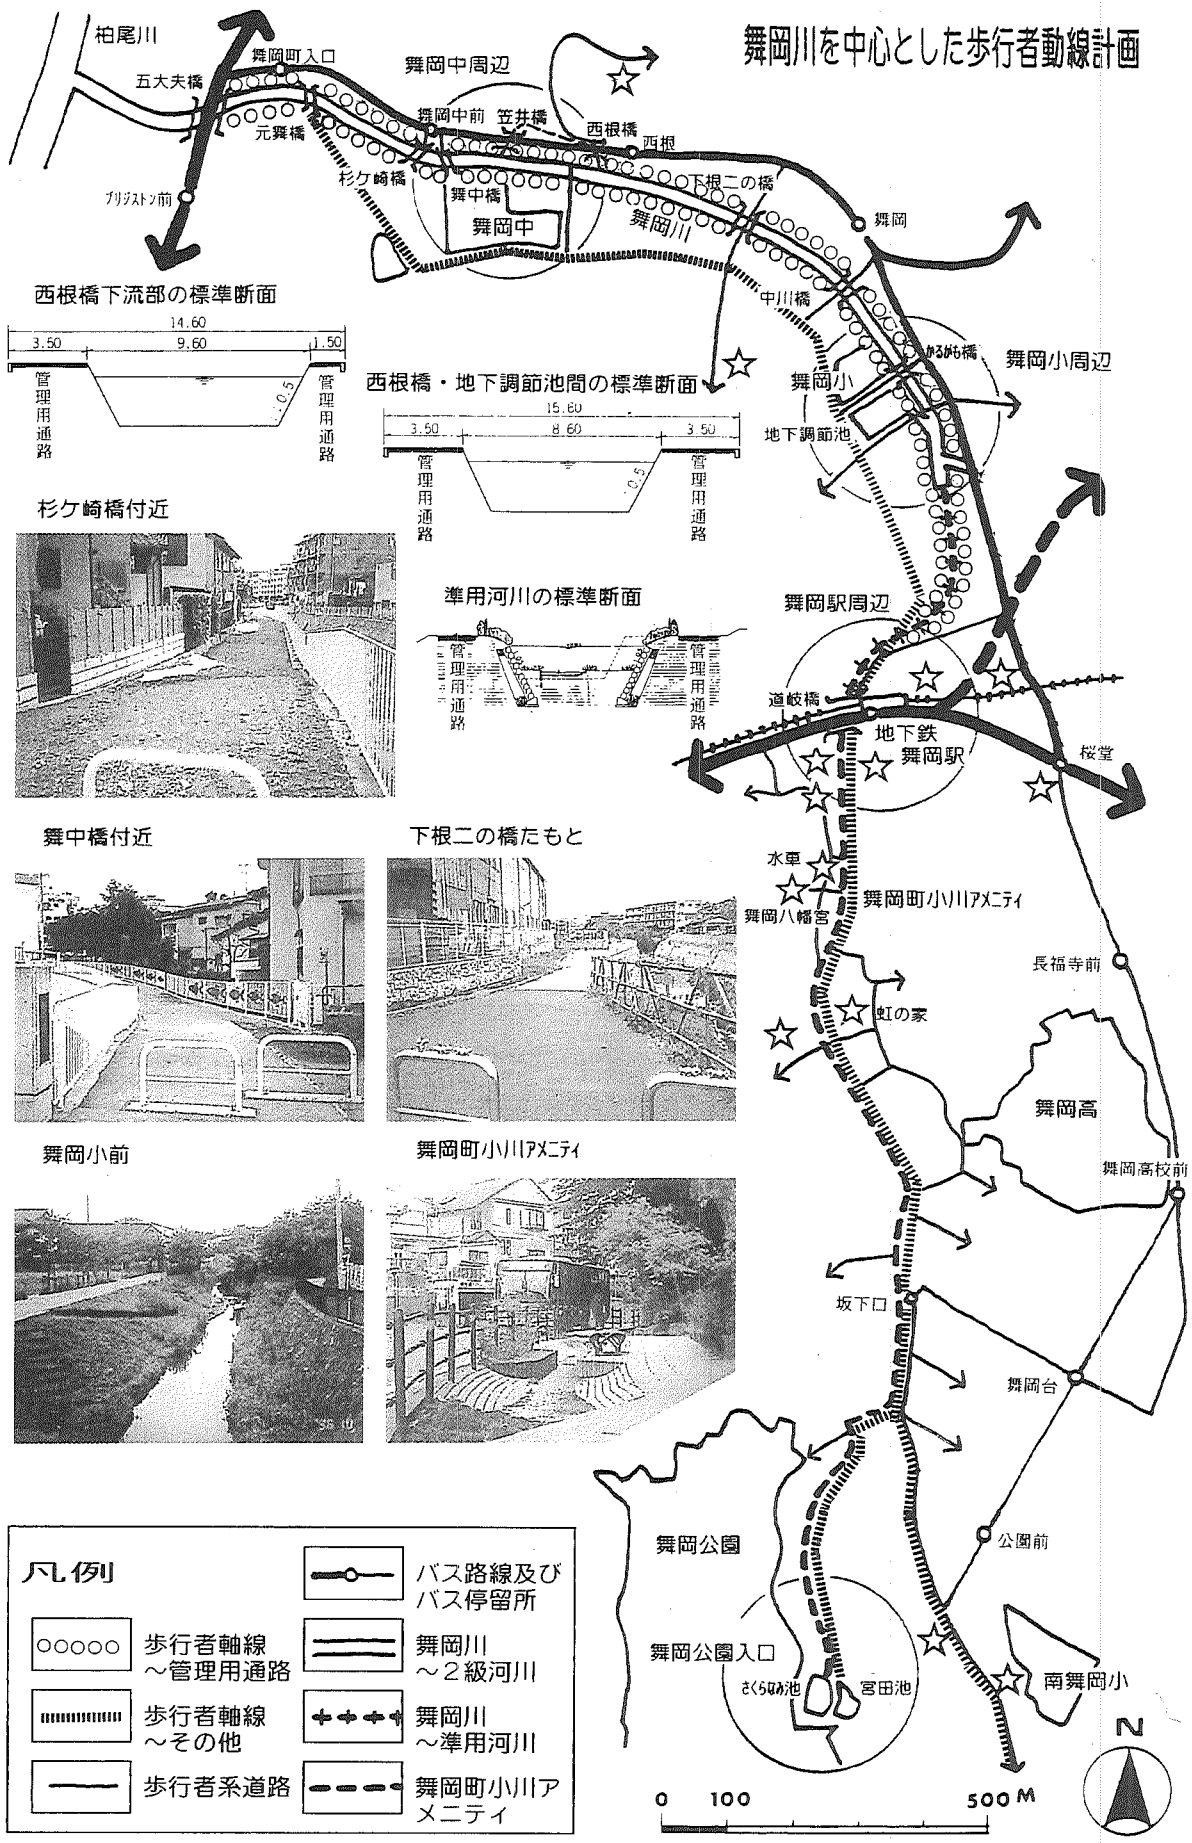 舞岡川を中心とした歩行者動線計画
柏尾川
五大夫橋
舞岡町入口
舞岡中周辺
元舞橋
舞岡中前
笠井橋
西根橋
西根
ブリジストン前
杉ケ崎橋
舞中橋
舞岡中
舞岡川
下根二の橋
舞岡
中川橋
かるがも橋
舞岡小周辺
舞岡小
地下調節池
西根橋下流部の標準断面
14.60
3.50
9.60
1.50
管理用通路
管理用通路
西根橋・地下調節池間の標準断面
15.60
3.50
8.60
3.50
管理用通路
管理用通路
杉ケ崎橋付近
準用河川の標準断面
管理用通路
管理用通路
舞岡駅周辺
道岐橋
地下鉄
舞岡駅
桜堂
舞中橋付近
下根二の橋たもと
水車
舞岡八幡宮
舞岡町小川アメニティ
長福寺前
虹の家
舞岡高
舞岡高校前
舞岡小前
舞岡町小川アメニティ
坂下口
舞岡台
公園前
舞岡公園
舞岡公園入口
さくらなみ池
宮田池
南舞岡小
凡例
歩行者軸線
～管理用通路
歩行者軸線
～その他
歩行者系道路
バス路線及び
バス停留所
舞岡川
～２級河川
舞岡川
～準用河川
舞岡町小川ア
メニティ
N
0 100 500 M